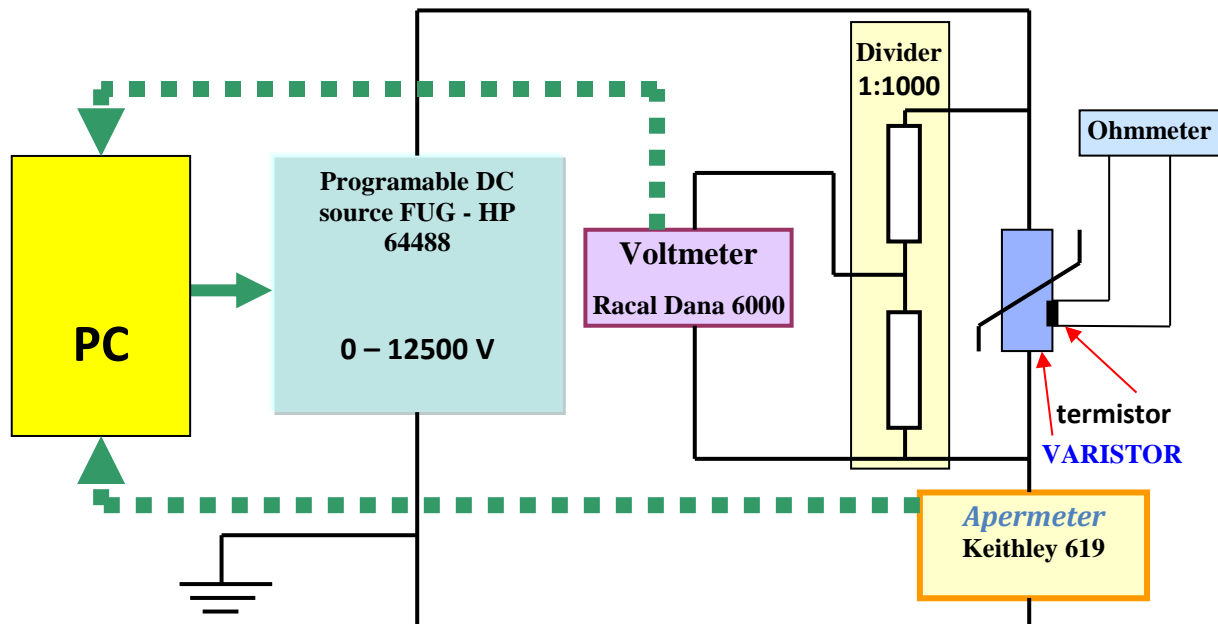 Divider
1:1000
Ohmmeter
Programable DC
source FUG - HP
64488
0 – 12500 V
Voltmeter
Racal Dana 6000
PC
termistor
VARISTOR
Apermeter
Keithley 619